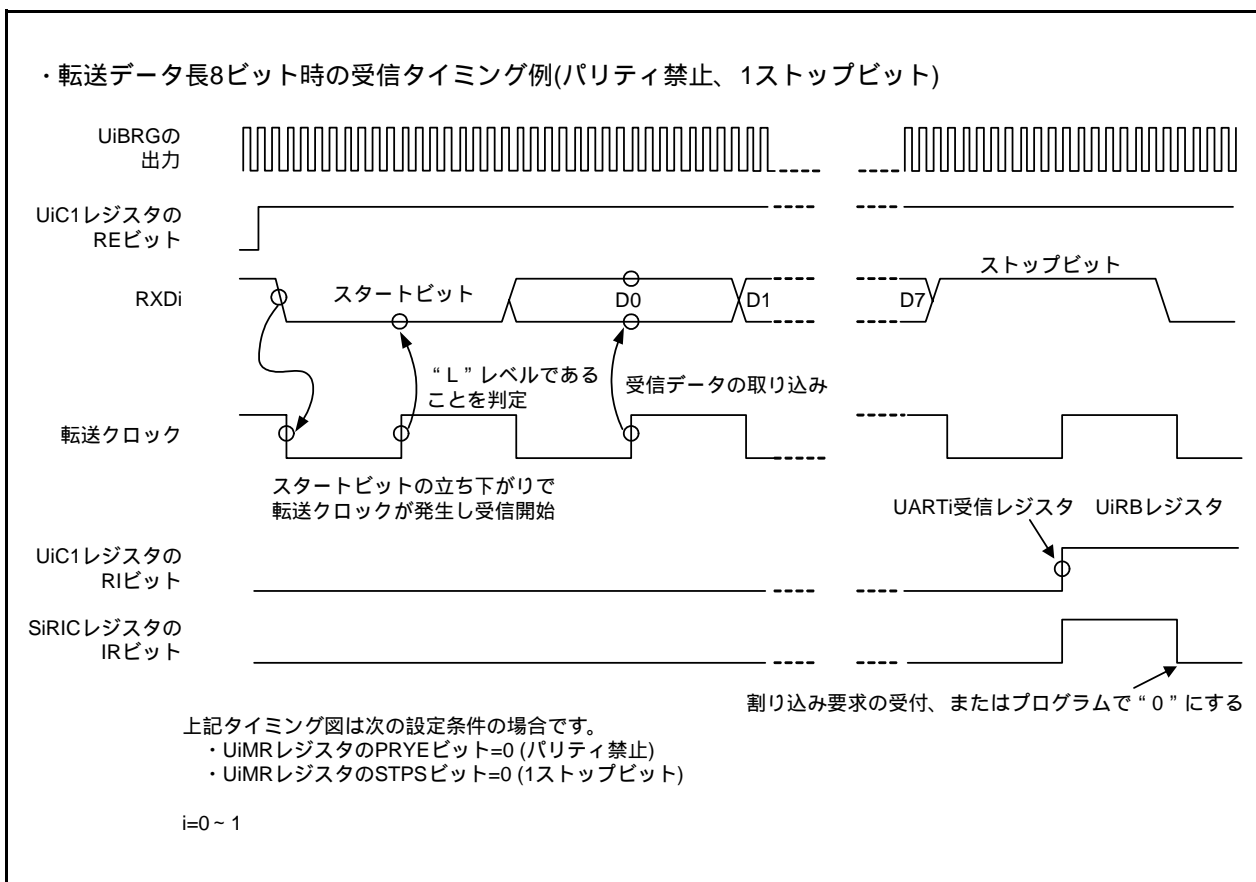 ・転送データ長8ビット時の受信タイミング例(パリティ禁止、1ストップビット)
UiBRGの
出力
UiC1レジスタの
REビット
RXDi
スタートビット
D0
D1
D7
ストップビット
“L”レベルである
ことを判定
受信データの取り込み
転送クロック
スタートビットの立ち下がりで
転送クロックが発生し受信開始
UARTi受信レジスタ UiRBレジスタ
UiC1レジスタの
RIビット
SiRICレジスタの
IRビット
割り込み要求の受付、またはプログラムで“0”にする
上記タイミング図は次の設定条件の場合です。
・UiMRレジスタのPRYEビット=0 (パリティ禁止)
・UiMRレジスタのSTPSビット=0 (1ストップビット)
i=0~1